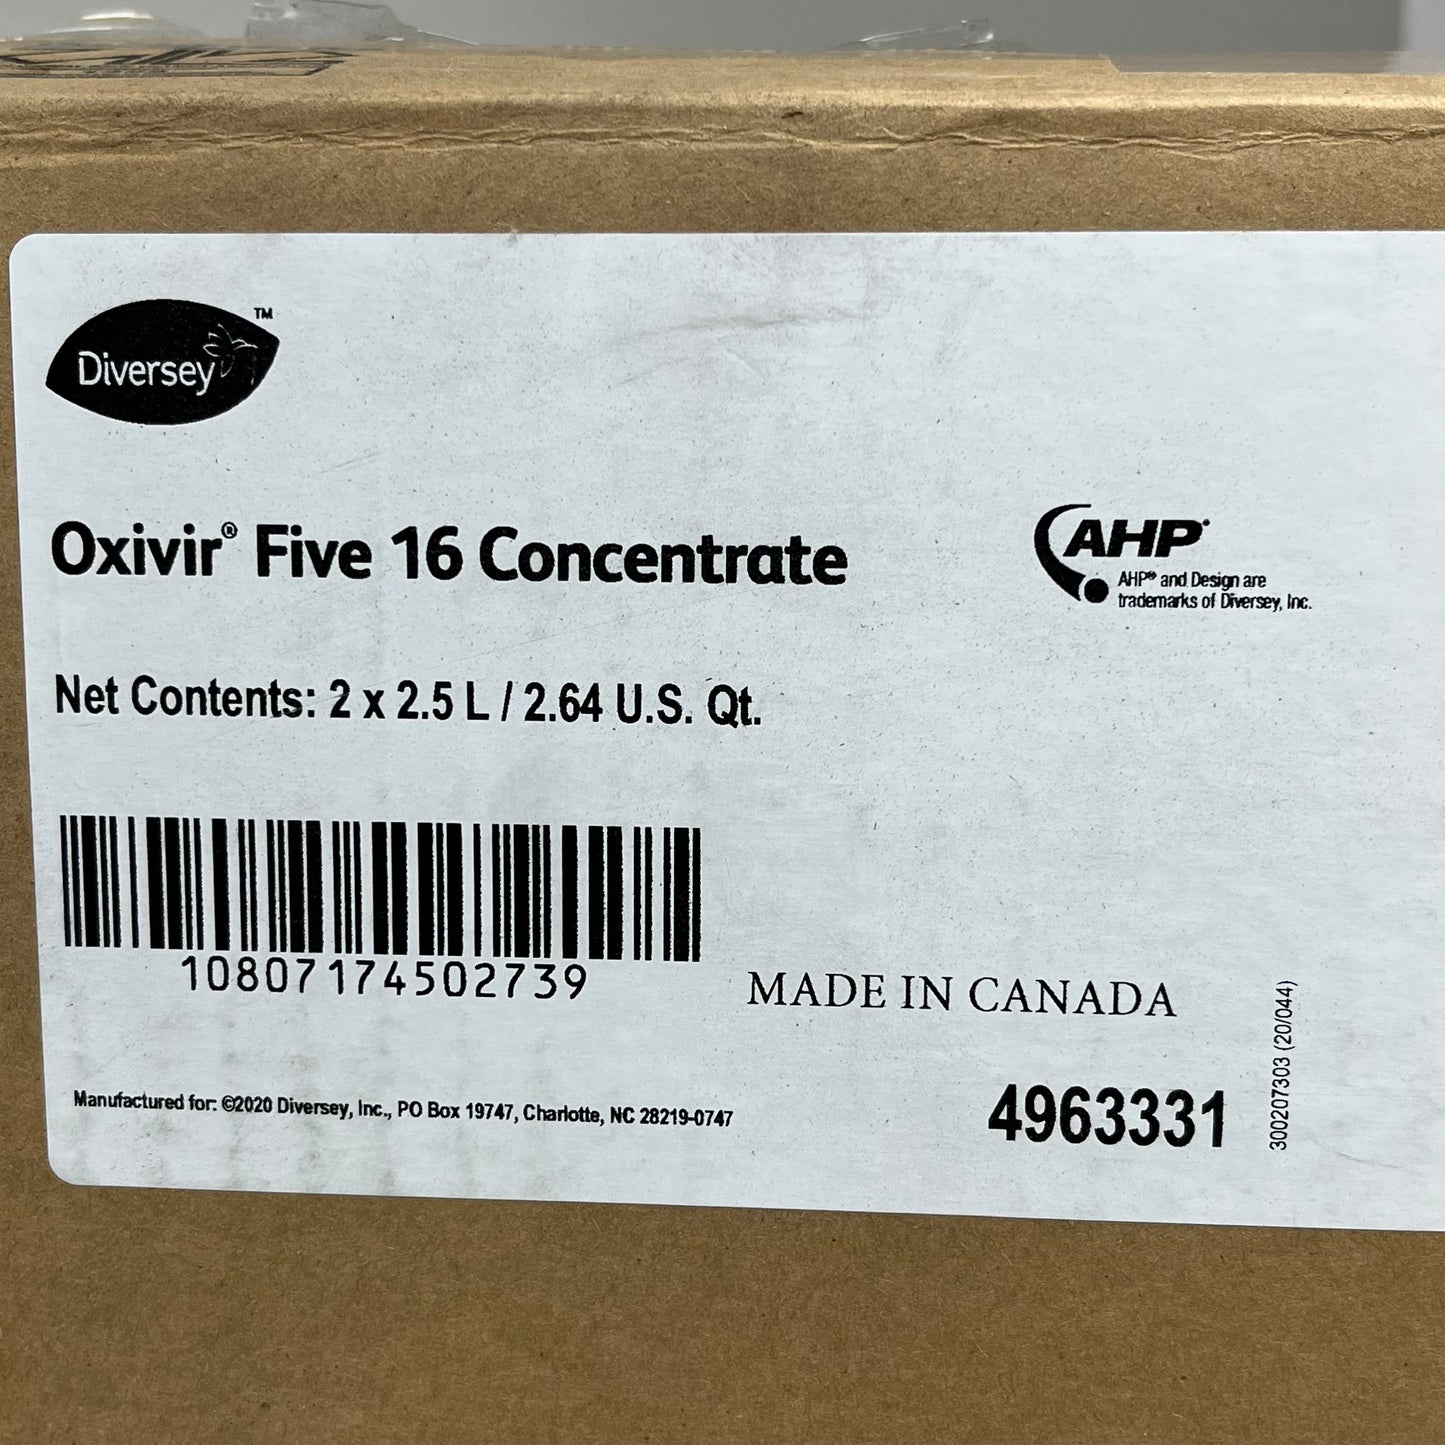 Diversey™
Oxivir® Five 16 Concentrate
AHP®
AHP® and Design are
trademarks of Diversey, Inc.
Net Contents: 2 x 2.5 L / 2.64 U.S. Qt.
10807174502739
MADE IN CANADA
Manufactured for: ©2020 Diversey, Inc., PO Box 19747, Charlotte, NC 28219-0747
4963331
300207303 (20/044)